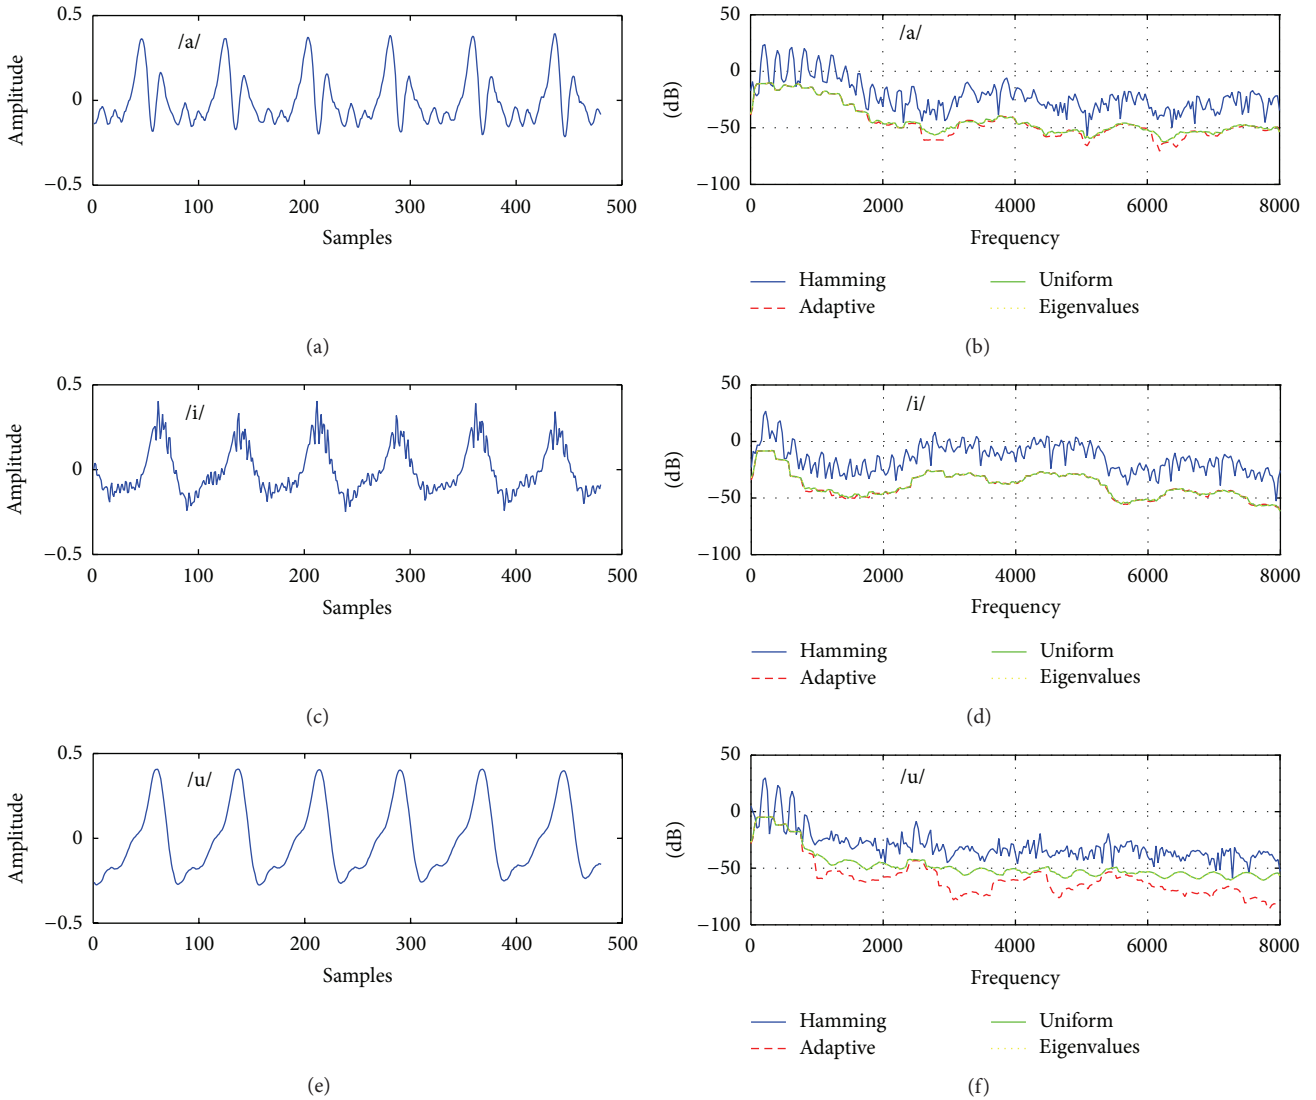 0.5
0
−0.5
Amplitude
/a/
0 100 200 300 400 500
Samples
(a)
50
0
−50
−100
(dB)
/a/
0 2000 4000 6000 8000
Frequency
Hamming Uniform
Adaptive Eigenvalues
(b)
0.5
0
−0.5
Amplitude
/i/
0 100 200 300 400 500
Samples
(c)
50
0
−50
−100
(dB)
/i/
0 2000 4000 6000 8000
Frequency
Hamming Uniform
Adaptive Eigenvalues
(d)
0.5
0
−0.5
Amplitude
/u/
0 100 200 300 400 500
Samples
(e)
50
0
−50
−100
(dB)
/u/
0 2000 4000 6000 8000
Frequency
Hamming Uniform
Adaptive Eigenvalues
(f)